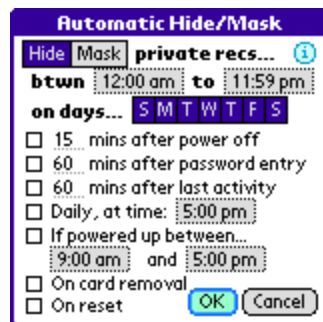 Automatic Hide/Mask
Hide Mask private recs... i
btwn 12:00 am to 11:59 pm
on days... S M T W T F S
15 mins after power off
60 mins after password entry
60 mins after last activity
Daily, at time: 5:00 pm
If powered up between...
9:00 am and 5:00 pm
On card removal
On reset OK Cancel